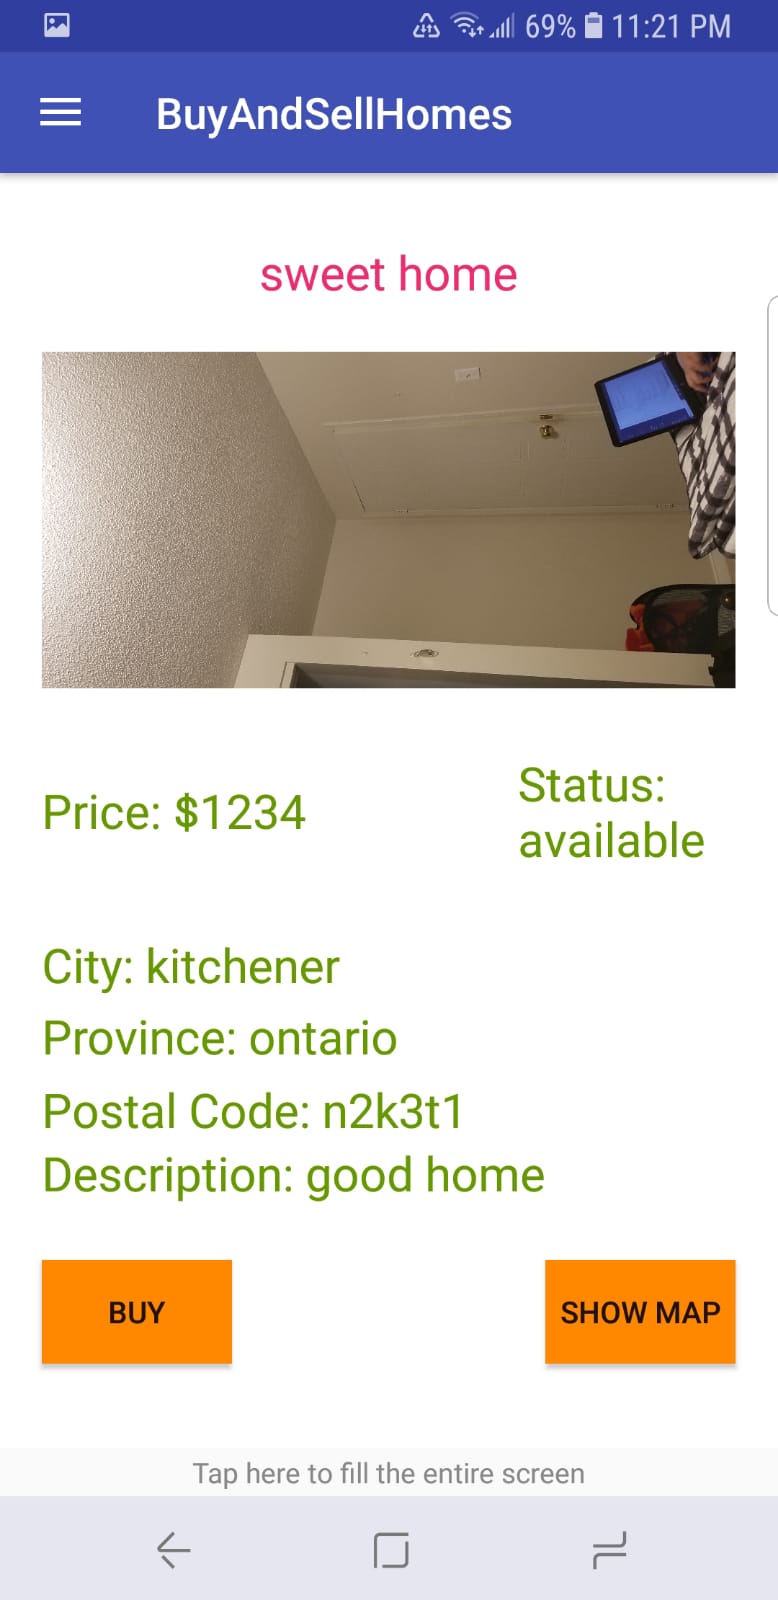 69% 11:21 PM
BuyAndSellHomes
sweet home
Price: $1234
Status:
available
City: kitchener
Province: ontario
Postal Code: n2k3t1
Description: good home
BUY
SHOW MAP
Tap here to fill the entire screen